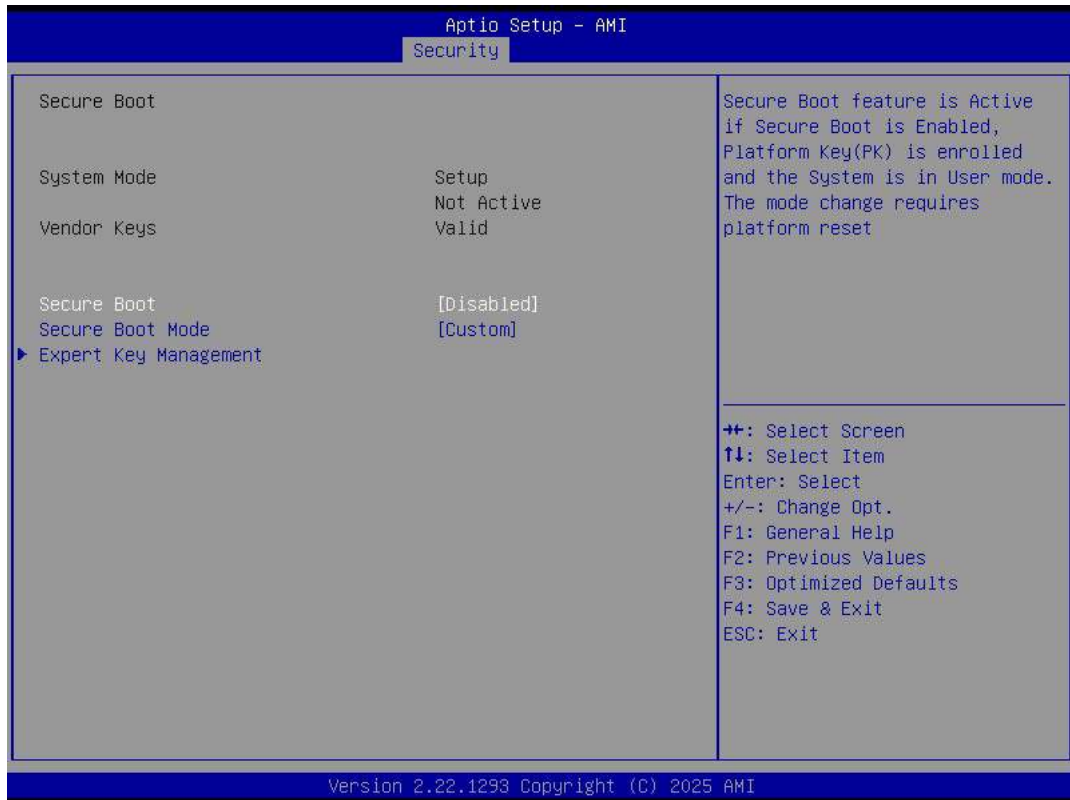 Aptio Setup - AMI
Security
Secure Boot
System Mode Setup
Not Active
Vendor Keys Valid
Secure Boot [Disabled]
Secure Boot Mode [Custom]
Expert Key Management
Secure Boot feature is Active
if Secure Boot is Enabled,
Platform Key(PK) is enrolled
and the System is in User mode.
The mode change requires
platform reset
→←: Select Screen
↑↓: Select Item
Enter: Select
+/-: Change Opt.
F1: General Help
F2: Previous Values
F3: Optimized Defaults
F4: Save & Exit
ESC: Exit
Version 2.22.1293 Copyright (C) 2025 AMI